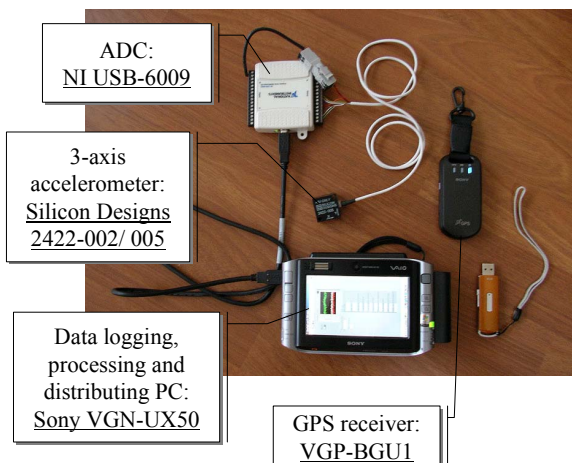 ADC:
NI USB-6009
3-axis
accelerometer:
Silicon Designs
2422-002/ 005
Data logging,
processing and
distributing PC:
Sony VGN-UX50
GPS receiver:
VGP-BGU1
VAIO
SONY
GPS